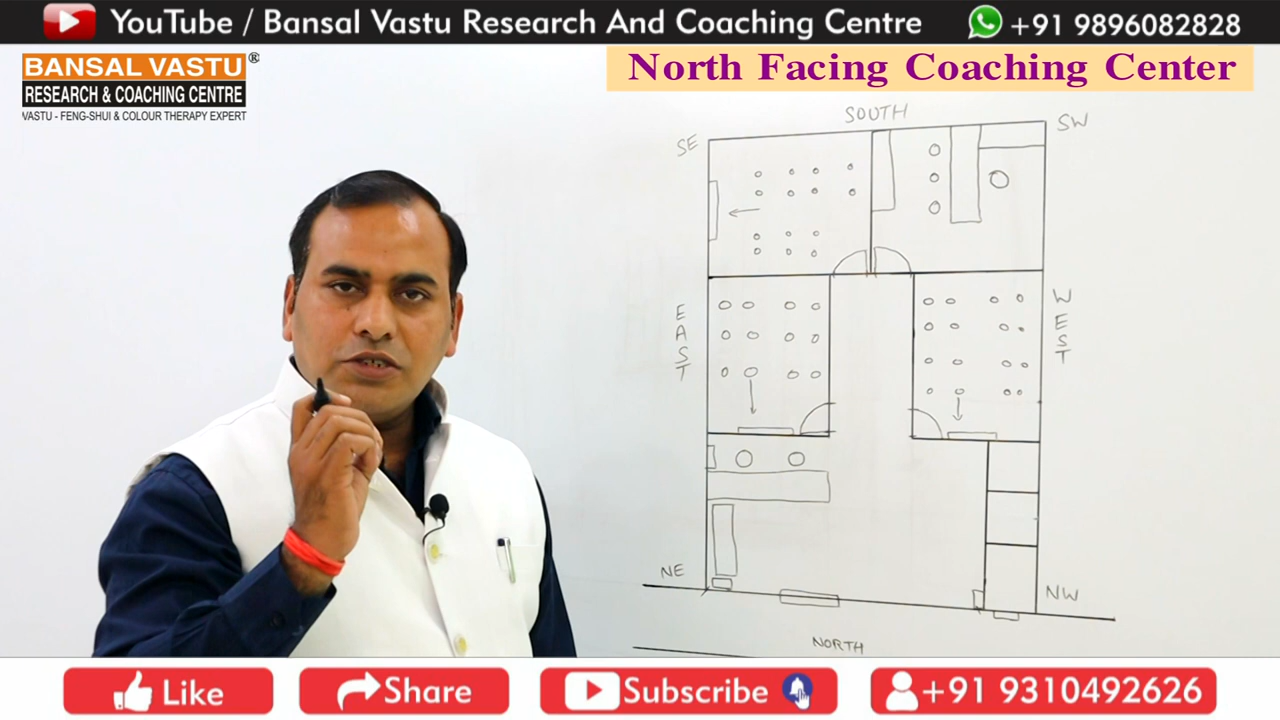 YouTube / Bansal Vastu Research And Coaching Centre
+91 9896082828
BANSAL VASTU®
RESEARCH & COACHING CENTRE
VASTU - FENG-SHUI & COLOUR THERAPY EXPERT
North Facing Coaching Center
SOUTH
SE
SW
EAST
WEST
NE
NW
NORTH
Like
Share
Subscribe
+91 9310492626